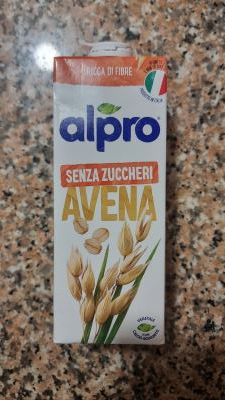 RICCA DI FIBRE
alpro
SENZA ZUCCHERI
AVENA